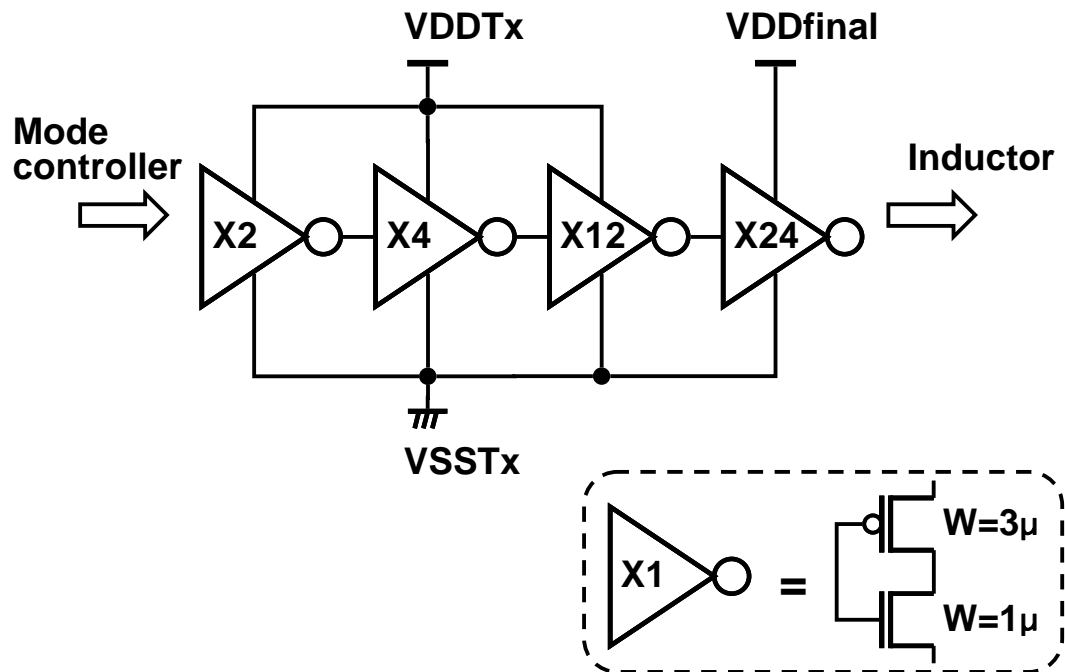 VDDTx
VDDfinal
Mode
controller
Inductor
X2
X4
X12
X24
VSSTx
X1
=
W=3μ
W=1μ